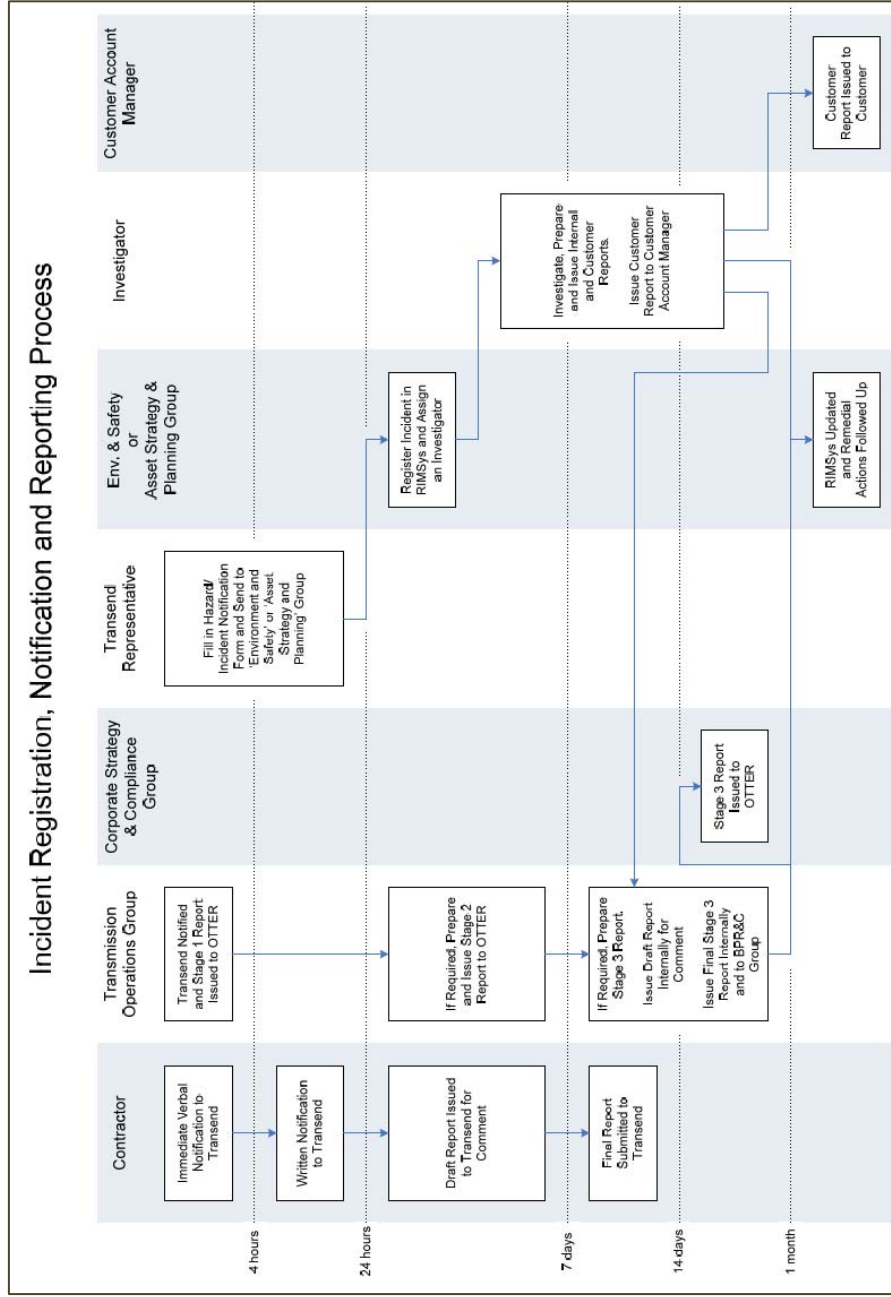 Incident Registration, Notification and Reporting Process
Contractor
Transmission
Operations Group
Corporate Strategy
& Compliance
Group
Transend
Representative
Env. & Safety
or
Asset Strategy &
Planning Group
Investigator
Customer Account
Manager
Immediate Verbal
Notification to
Transend
Transend Notified
and Stage 1 Report
Issued to OTTER
Fill in Hazard/
Incident Notification
Form and Send to
'Environment and
Safety' or 'Asset
Strategy and
Planning' Group
4 hours
Written Notification
to Transend
24 hours
Draft Report Issued
to Transend for
Comment
If Required, Prepare
and Issue Stage 2
Report to OTTER
Register Incident in
RIMSys and Assign
an Investigator
Investigate, Prepare
and Issue Internal
and Customer
Reports.
Issue Customer
Report to Customer
Account Manager
7 days
Final Report
Submitted to
Transend
If Required, Prepare
Stage 3 Report.
Issue Draft Report
Internally for
Comment
Issue Final Stage 3
Report Internally
and to BPR&C
Group
14 days
Stage 3 Report
Issued to
OTTER
1 month
RIMSys Updated
and Remedial
Actions Followed Up
Customer
Report Issued to
Customer